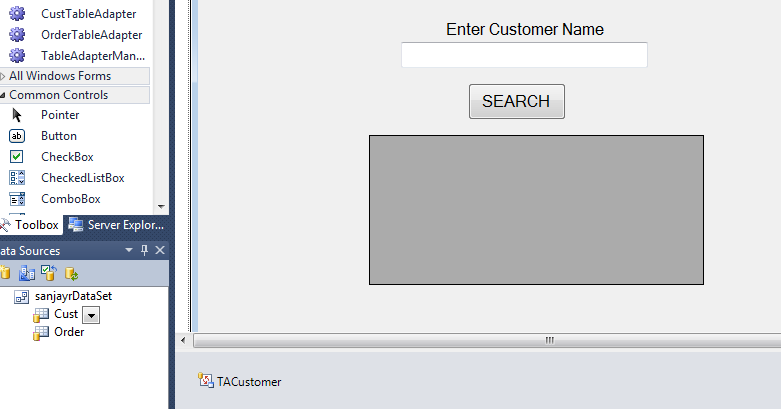 CustTableAdapter
OrderTableAdapter
TableAdapterMan...
All Windows Forms
Common Controls
Pointer
ab Button
CheckBox
CheckedListBox
ComboBox
Toolbox Server Explor...
ata Sources
sanjayrDataSet
Cust
Order
Enter Customer Name
SEARCH
TACustomer